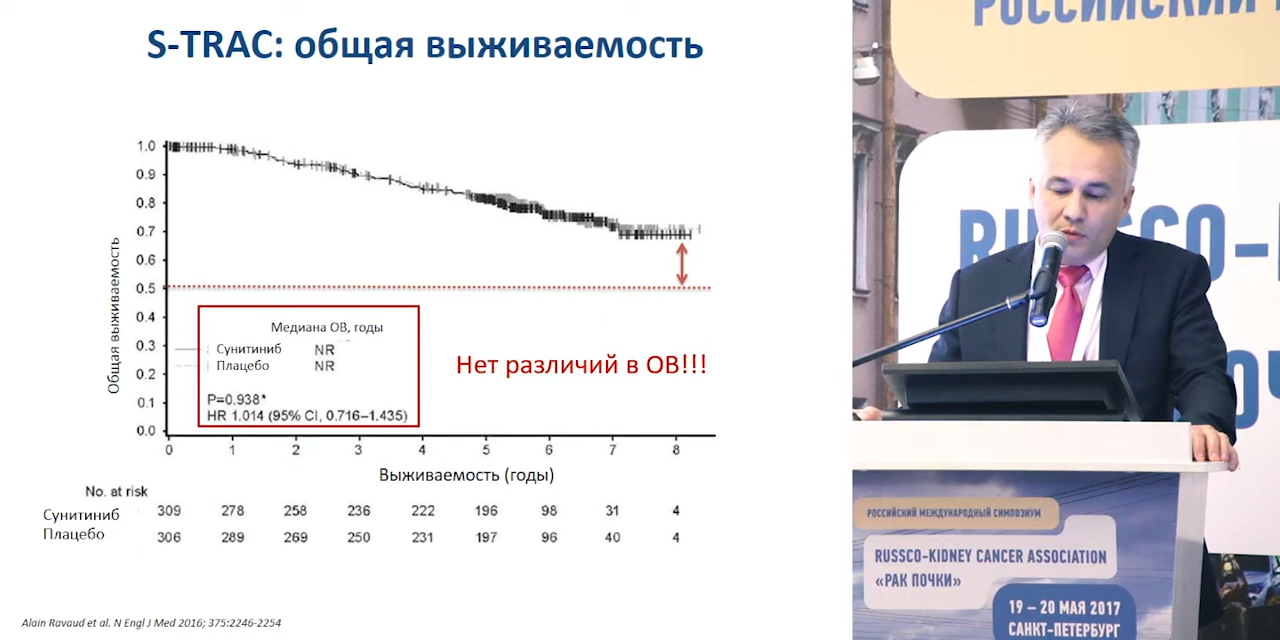 S-TRAC: общая выживаемость
Общая выживаемость
1.0
0.9
0.8
0.7
0.6
0.5
0.4
0.3
0.2
0.1
0.0
Медиана ОВ, годы
Сунитиниб NR
Плацебо NR
P=0.938*
HR 1.014 (95% CI, 0.716–1.435)
Нет различий в ОВ!!!
0 1 2 3 4 5 6 7 8
Выживаемость (годы)
No. at risk
Сунитиниб 309 278 258 236 222 196 98 31 4
Плацебо 306 289 269 250 231 197 96 40 4
Alain Ravaud et al. N Engl J Med 2016; 375:2246-2254
РОССИЙСКИЙ
РОССИЙСКИЙ МЕЖДУНАРОДНЫЙ СИМПОЗИУМ
RUSSCO-KIDNEY CANCER ASSOCIATION
«РАК ПОЧКИ»
19 – 20 МАЯ 2017
САНКТ-ПЕТЕРБУРГ